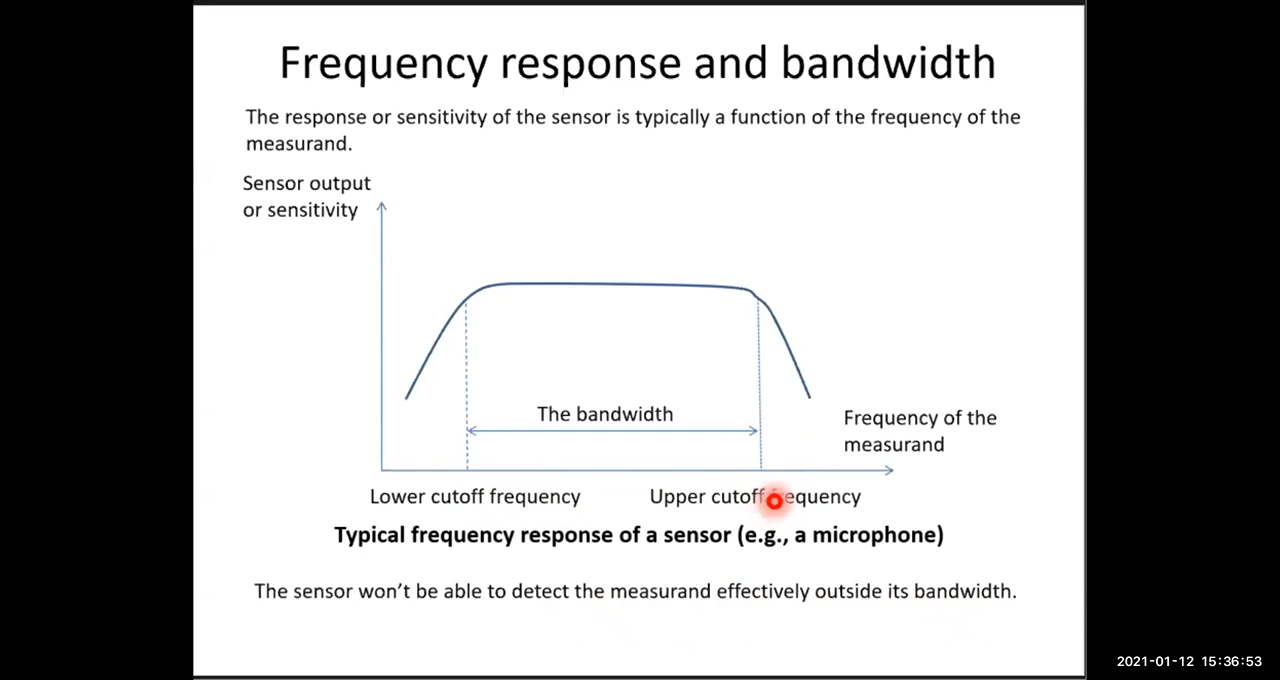 Frequency response and bandwidth
The response or sensitivity of the sensor is typically a function of the frequency of the
measurand.
Sensor output
or sensitivity
The bandwidth
Frequency of the
measurand
Lower cutoff frequency
Upper cutoff frequency
Typical frequency response of a sensor (e.g., a microphone)
The sensor won’t be able to detect the measurand effectively outside its bandwidth.
2021-01-12 15:36:53